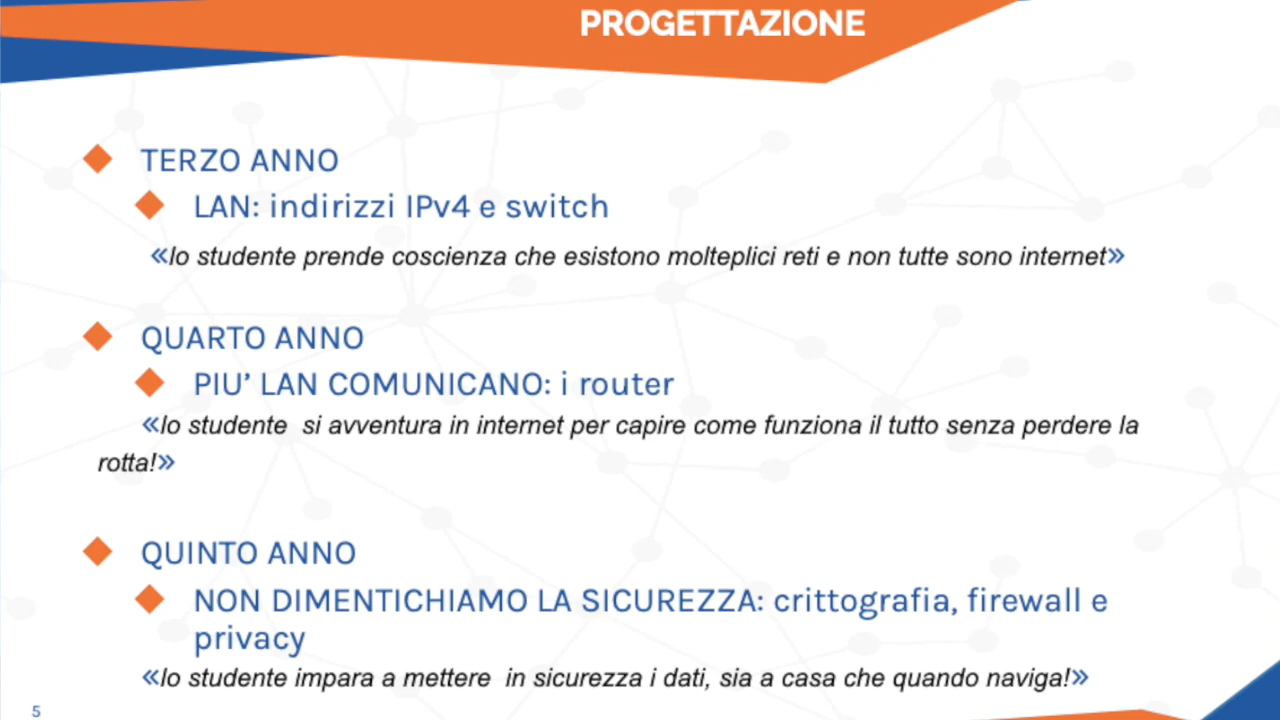 PROGETTAZIONE
TERZO ANNO
LAN: indirizzi IPv4 e switch
«lo studente prende coscienza che esistono molteplici reti e non tutte sono internet»
QUARTO ANNO
PIU’ LAN COMUNICANO: i router
«lo studente si avventura in internet per capire come funziona il tutto senza perdere la
rotta!»
QUINTO ANNO
NON DIMENTICHIAMO LA SICUREZZA: crittografia, firewall e
privacy
«lo studente impara a mettere in sicurezza i dati, sia a casa che quando naviga!»
5